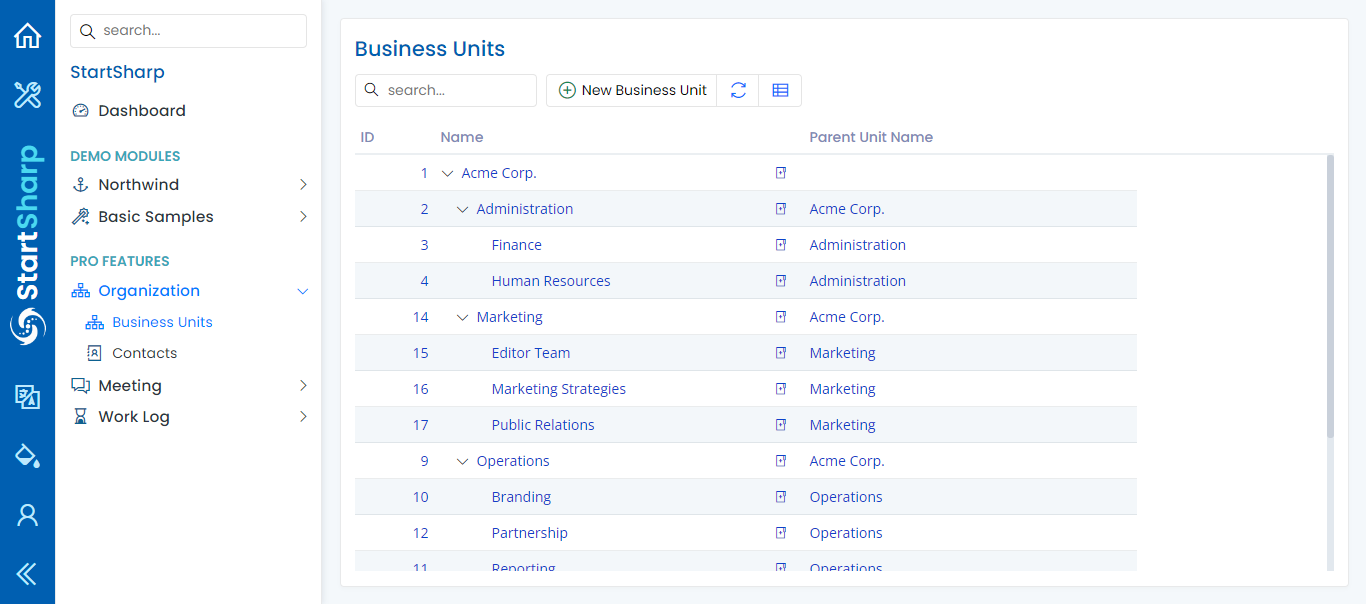 StartSharp
search...
StartSharp
Dashboard
DEMO MODULES
Northwind
Basic Samples
PRO FEATURES
Organization
Business Units
Contacts
Meeting
Work Log
Business Units
search... New Business Unit
ID Name Parent Unit Name
1 Acme Corp.
2 Administration Acme Corp.
3 Finance Administration
4 Human Resources Administration
14 Marketing Acme Corp.
15 Editor Team Marketing
16 Marketing Strategies Marketing
17 Public Relations Marketing
9 Operations Acme Corp.
10 Branding Operations
12 Partnership Operations
11 Reporting Operations